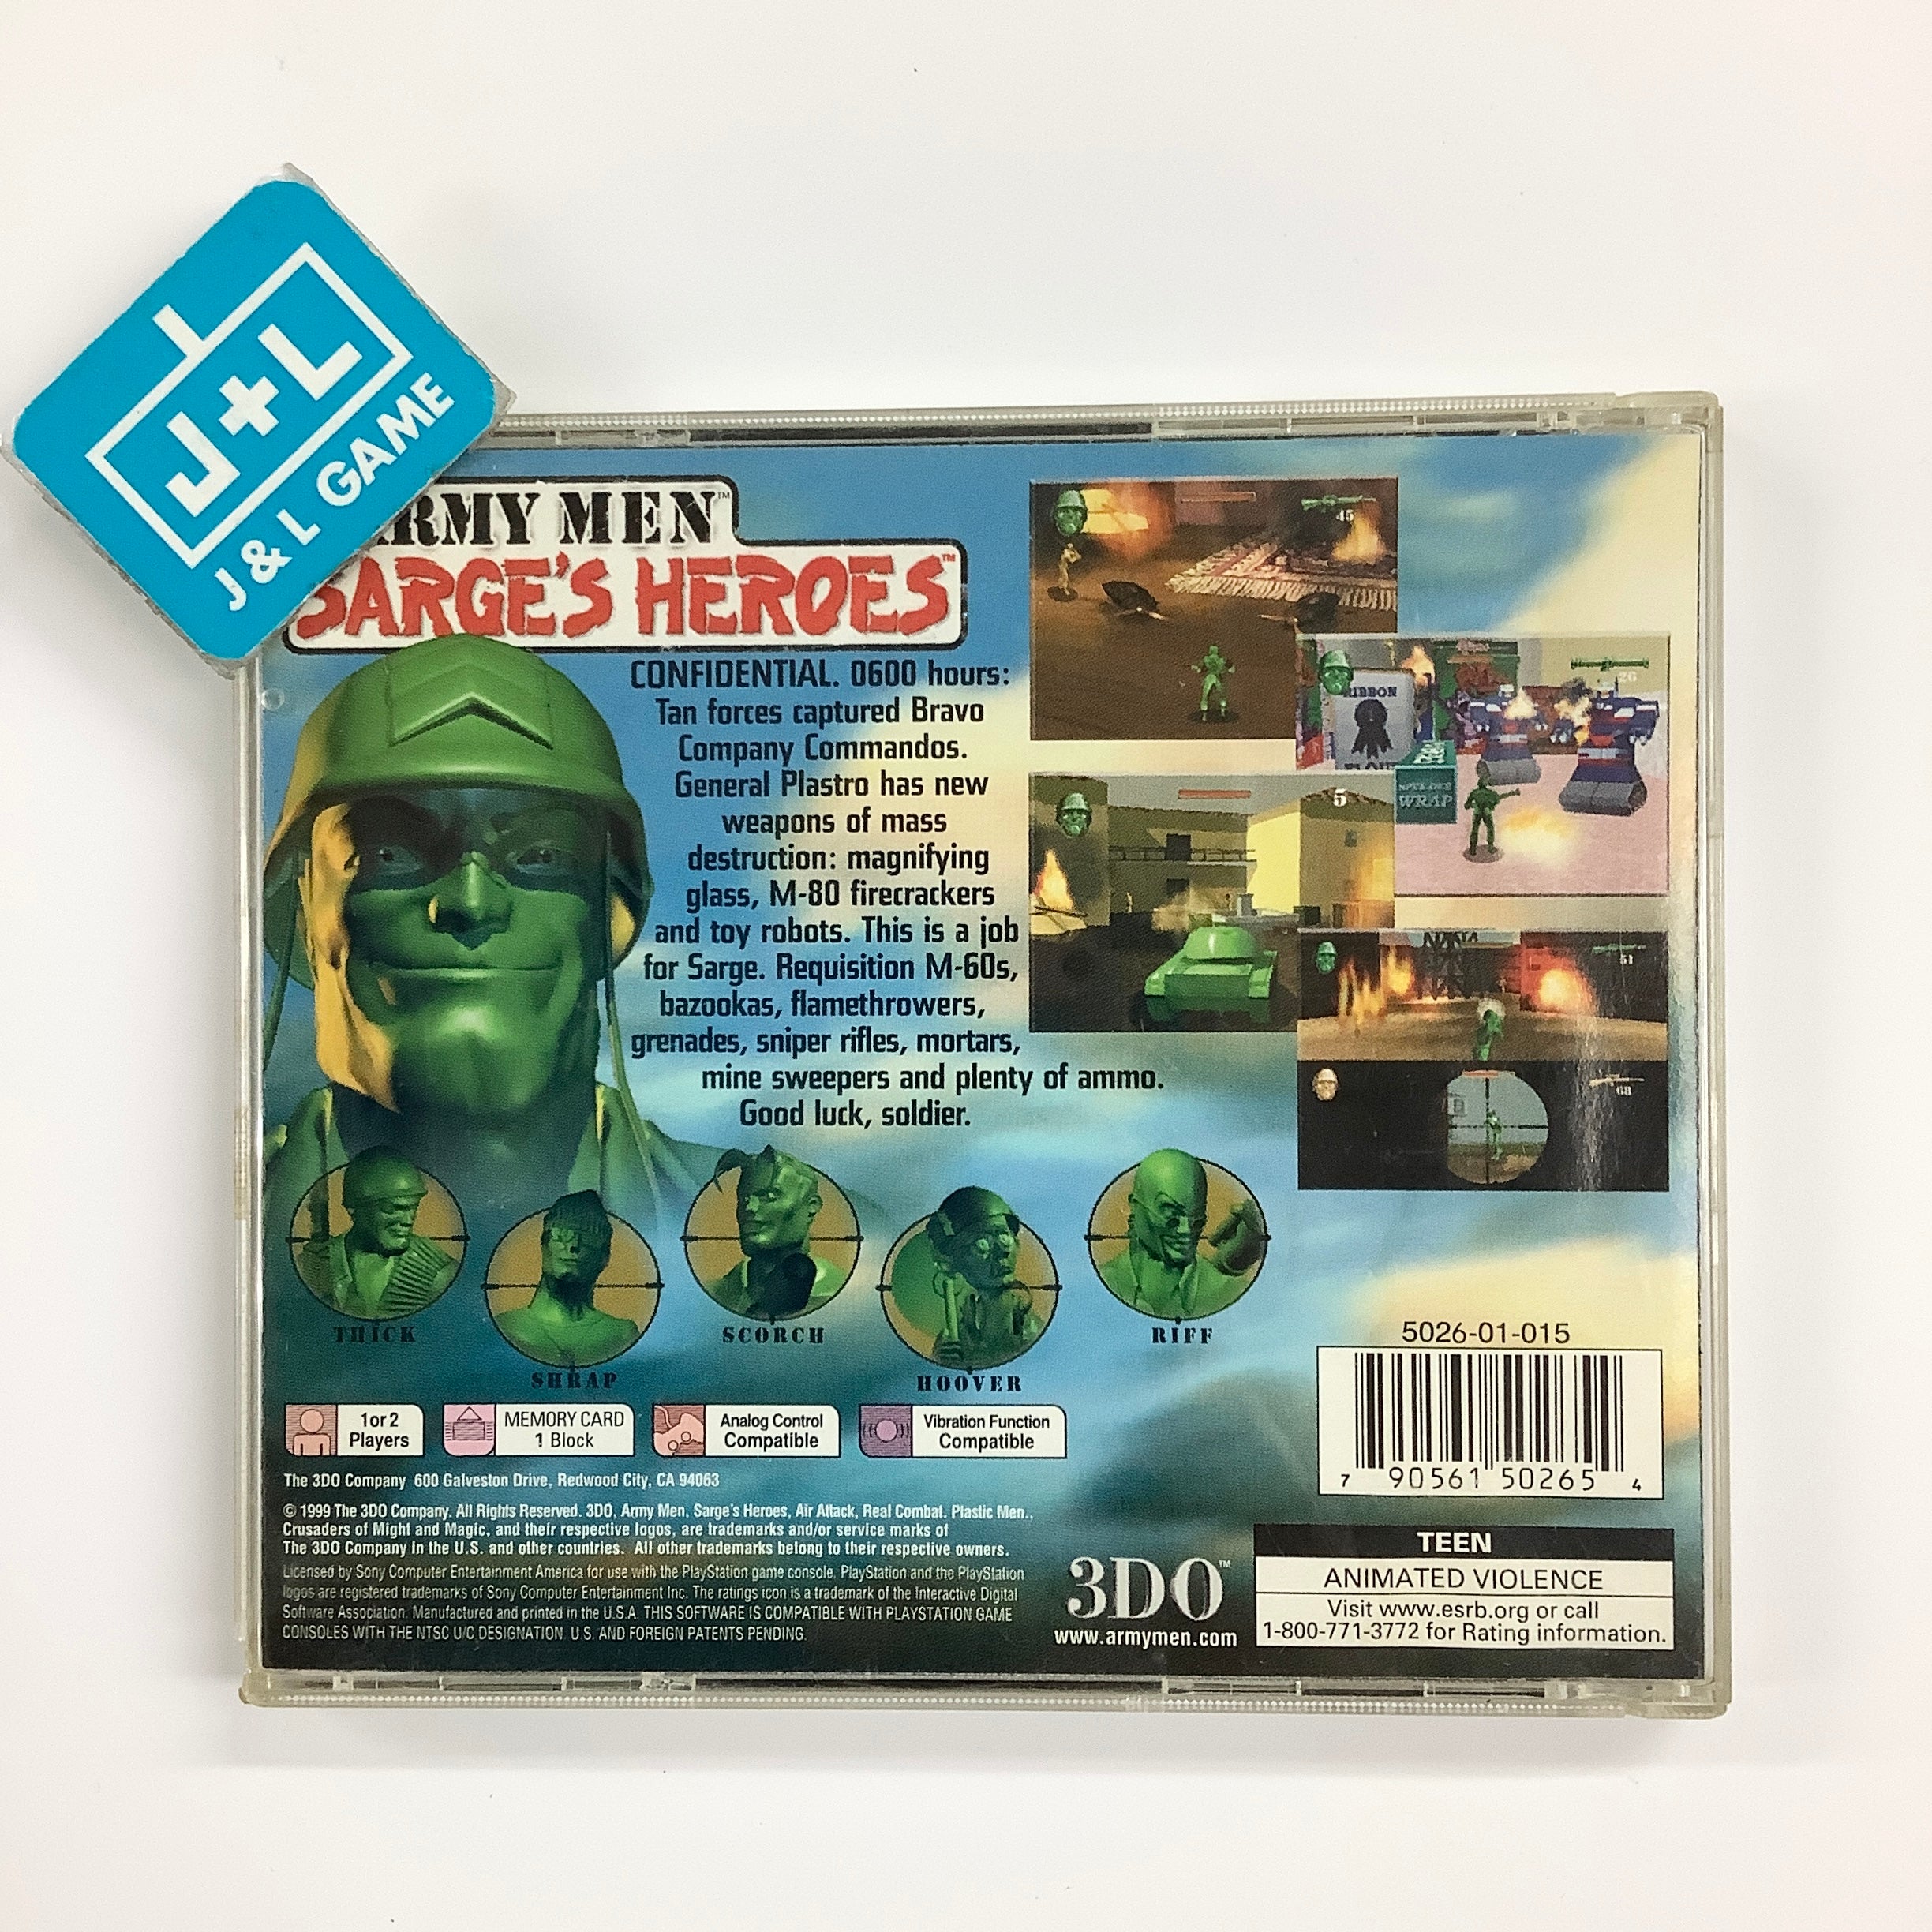 J+L
J & L GAME
ARMY MEN™
SARGE'S HEROES™
CONFIDENTIAL. 0600 hours:
Tan forces captured Bravo
Company Commandos.
General Plastro has new
weapons of mass
destruction: magnifying
glass, M-80 firecrackers
and toy robots. This is a job
for Sarge. Requisition M-60s,
bazookas, flamethrowers,
grenades, sniper rifles, mortars,
mine sweepers and plenty of ammo.
Good luck, soldier.
45
RIBBON
26
WRAP
5
51
68
THICK
SHRAP
SCORCH
HOOVER
RIFF
1 or 2
Players
MEMORY CARD
1 Block
Analog Control
Compatible
Vibration Function
Compatible
The 3DO Company 600 Galveston Drive, Redwood City, CA 94063
© 1999 The 3DO Company. All Rights Reserved. 3DO, Army Men, Sarge's Heroes, Air Attack, Real Combat. Plastic Men.,
Crusaders of Might and Magic, and their respective logos, are trademarks and/or service marks of
The 3DO Company in the U.S. and other countries. All other trademarks belong to their respective owners.
Licensed by Sony Computer Entertainment America for use with the PlayStation game console. PlayStation and the PlayStation
logos are registered trademarks of Sony Computer Entertainment Inc. The ratings icon is a trademark of the Interactive Digital
Software Association. Manufactured and printed in the U.S.A. THIS SOFTWARE IS COMPATIBLE WITH PLAYSTATION GAME
CONSOLES WITH THE NTSC U/C DESIGNATION. U.S. AND FOREIGN PATENTS PENDING.
3DO™
www.armymen.com
5026-01-015
7 90561 50265 4
TEEN
ANIMATED VIOLENCE
Visit www.esrb.org or call
1-800-771-3772 for Rating information.